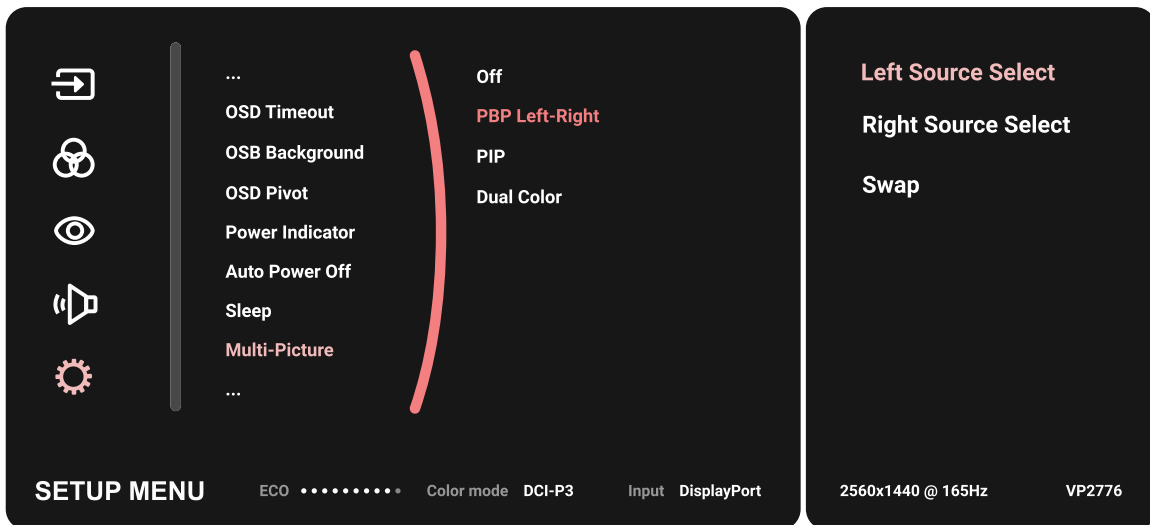 ...
OSD Timeout
OSB Background
OSD Pivot
Power Indicator
Auto Power Off
Sleep
Multi-Picture
...
Off
PBP Left-Right
PIP
Dual Color
Left Source Select
Right Source Select
Swap
SETUP MENU ECO Color mode DCI-P3 Input DisplayPort 2560x1440 @ 165Hz VP2776